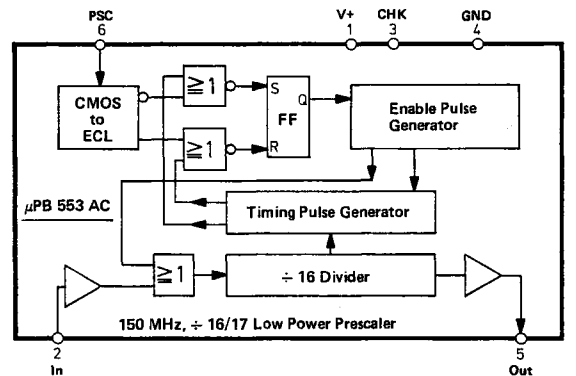 PSC
6
V+
1
CHK
3
GND
4
CMOS
to
ECL
≧1
≧1
S
Q
FF
R
Enable Pulse
Generator
μPB 553 AC
Timing Pulse Generator
≧1
÷ 16 Divider
150 MHz, ÷ 16/17 Low Power Prescaler
2
In
5
Out